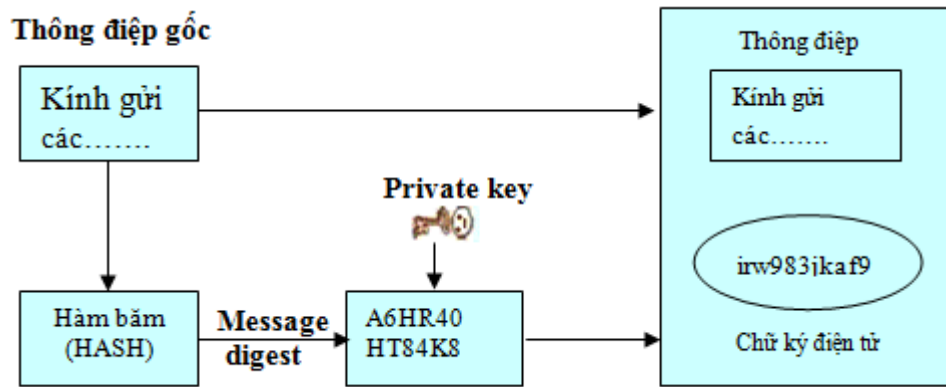 Thông điệp gốc
Kính gửi
các…….
Thông điệp
Kính gửi
các…….
Private key
irw983jkaf9
Hàm băm
(HASH)
Message
digest
A6HR40
HT84K8
Chữ ký điện tử